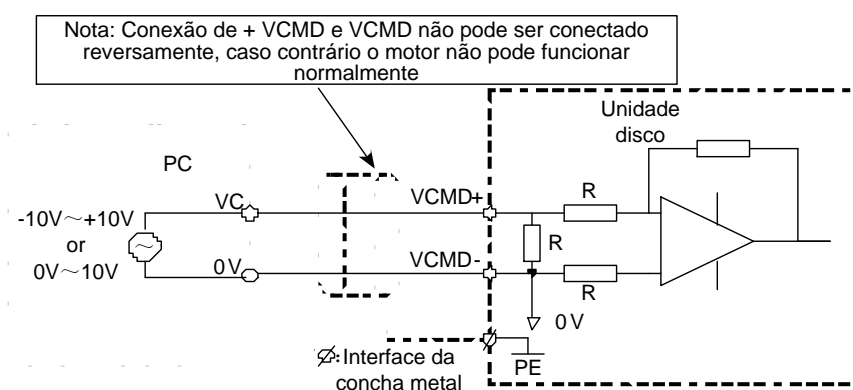 Nota: Conexão de + VCMD e VCMD não pode ser conectado
reversamente, caso contrário o motor não pode funcionar
normalmente
Unidade
disco
PC
VC
VCMD+
R
-10V～+10V
or
0V～10V
R
0V
VCMD-
R
0V
:Interface da
concha metal
PE